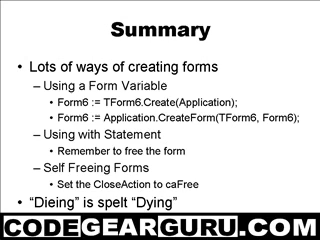 Summary
• Lots of ways of creating forms
– Using a Form Variable
• Form6 := TForm6.Create(Application);
• Form6 := Application.CreateForm(TForm6, Form6);
– Using with Statement
• Remember to free the form
– Self Freeing Forms
• Set the CloseAction to caFree
• “Dieing” is spelt “Dying”
CODEGEARGURU.COM